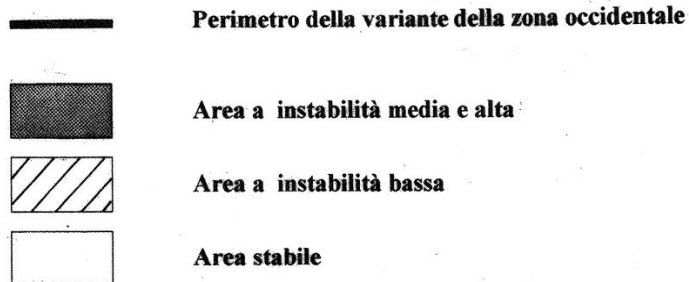 Perimetro della variante della zona occidentale
Area a instabilità media e alta
Area a instabilità bassa
Area stabile